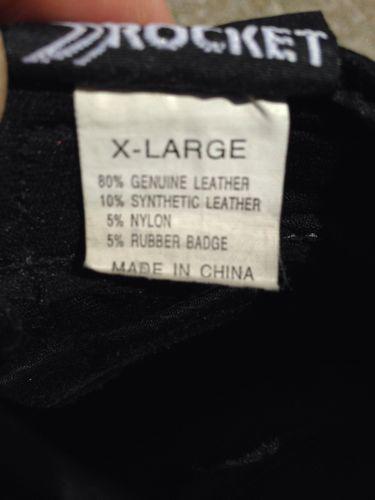 ROCKET
X-LARGE
80% GENUINE LEATHER
10% SYNTHETIC LEATHER
5% NYLON
5% RUBBER BADGE
MADE IN CHINA